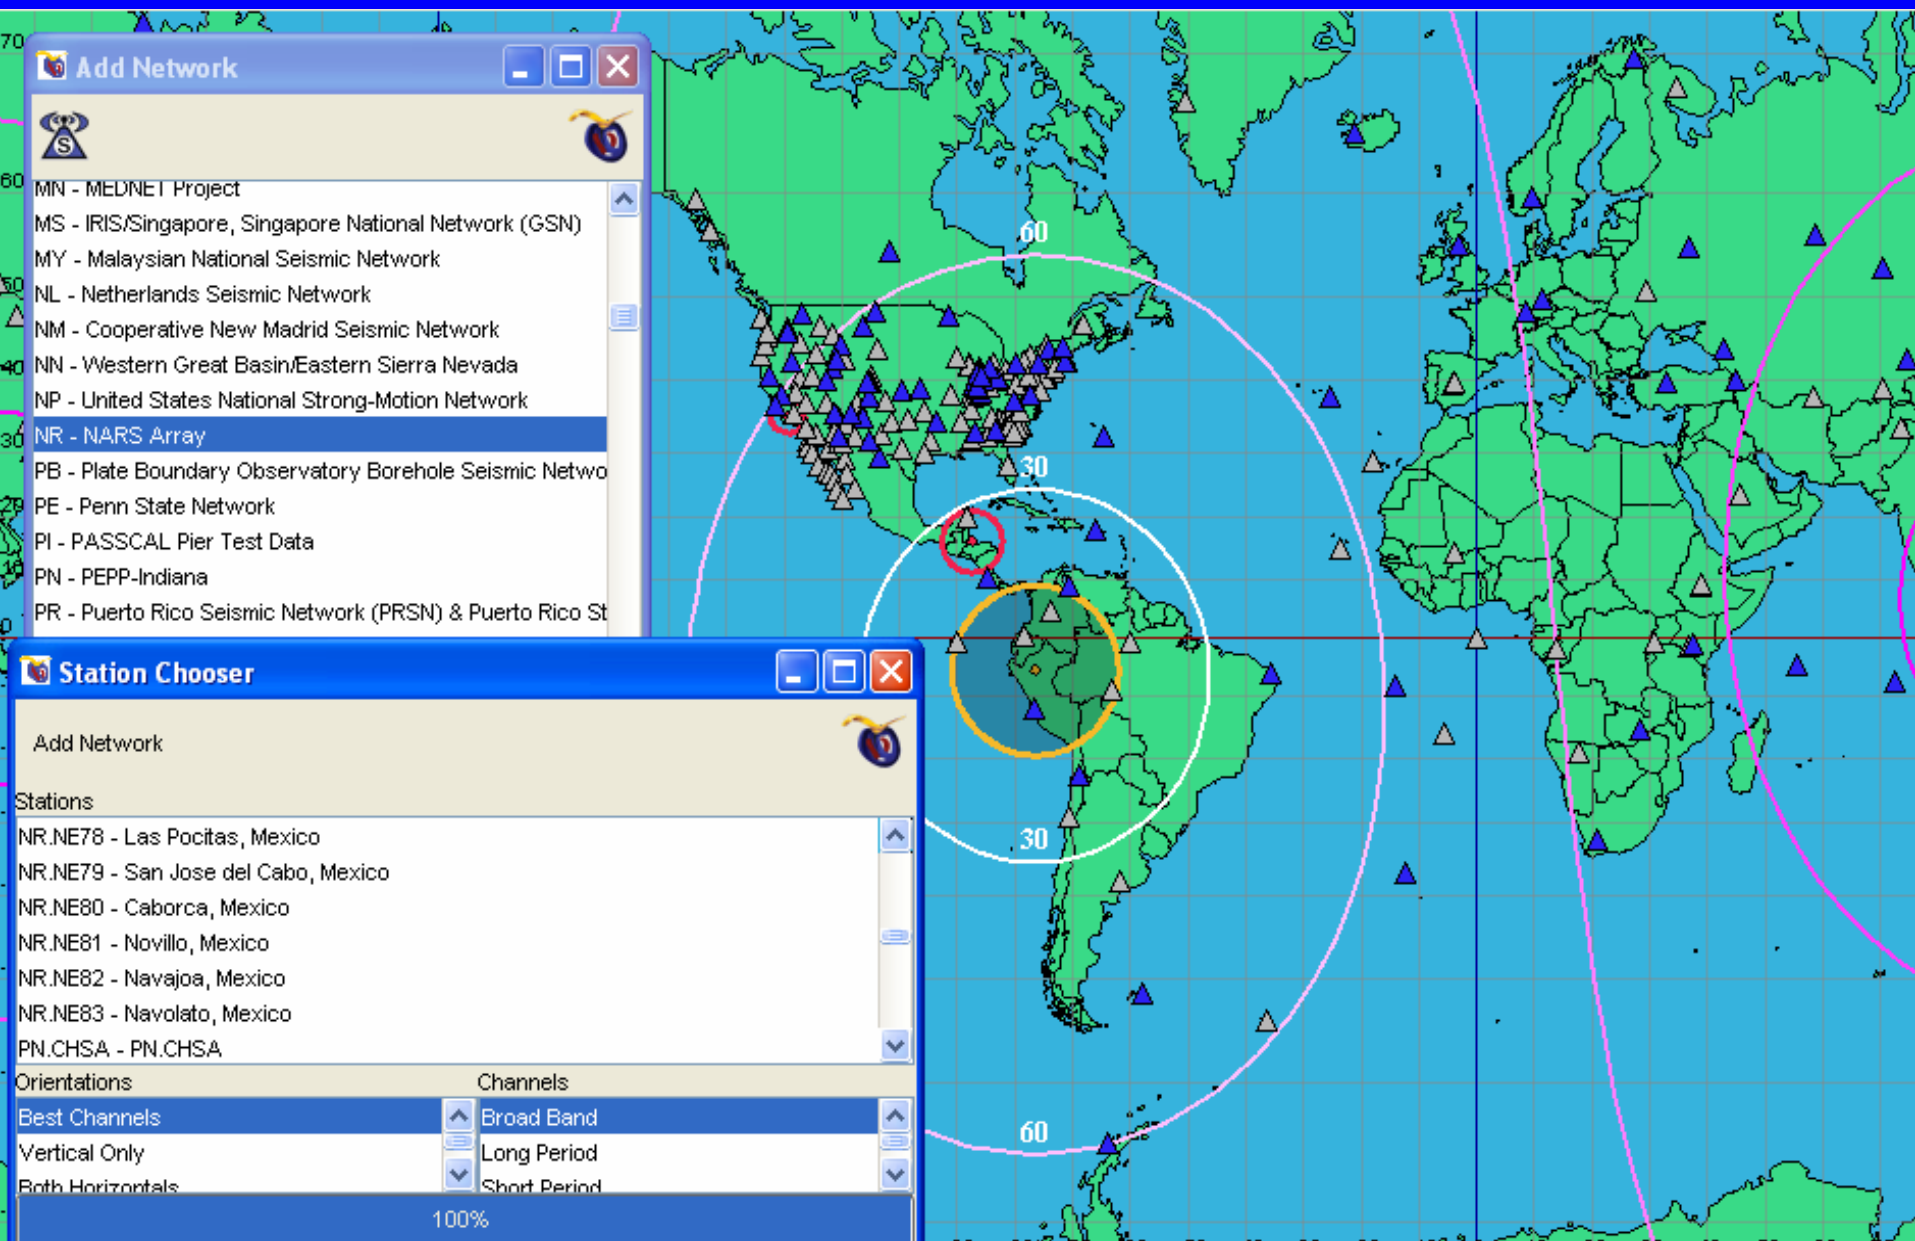 70
Add Network
S
60
MN - MEDNET Project
MS - IRIS/Singapore, Singapore National Network (GSN)
MY - Malaysian National Seismic Network
50
NL - Netherlands Seismic Network
NM - Cooperative New Madrid Seismic Network
NN - Western Great Basin/Eastern Sierra Nevada
40
NP - United States National Strong-Motion Network
NR - NARS Array
30
PB - Plate Boundary Observatory Borehole Seismic Netwo
20
PE - Penn State Network
PI - PASSCAL Pier Test Data
10
PN - PEPP-Indiana
PR - Puerto Rico Seismic Network (PRSN) & Puerto Rico St
0
60
30
30
60
Station Chooser
Add Network
Stations
NR.NE78 - Las Pocitas, Mexico
NR.NE79 - San Jose del Cabo, Mexico
NR.NE80 - Caborca, Mexico
NR.NE81 - Novillo, Mexico
NR.NE82 - Navajoa, Mexico
NR.NE83 - Navolato, Mexico
PN.CHSA - PN.CHSA
Orientations
Channels
Best Channels
Broad Band
Vertical Only
Long Period
Both Horizontals
Short Period
100%